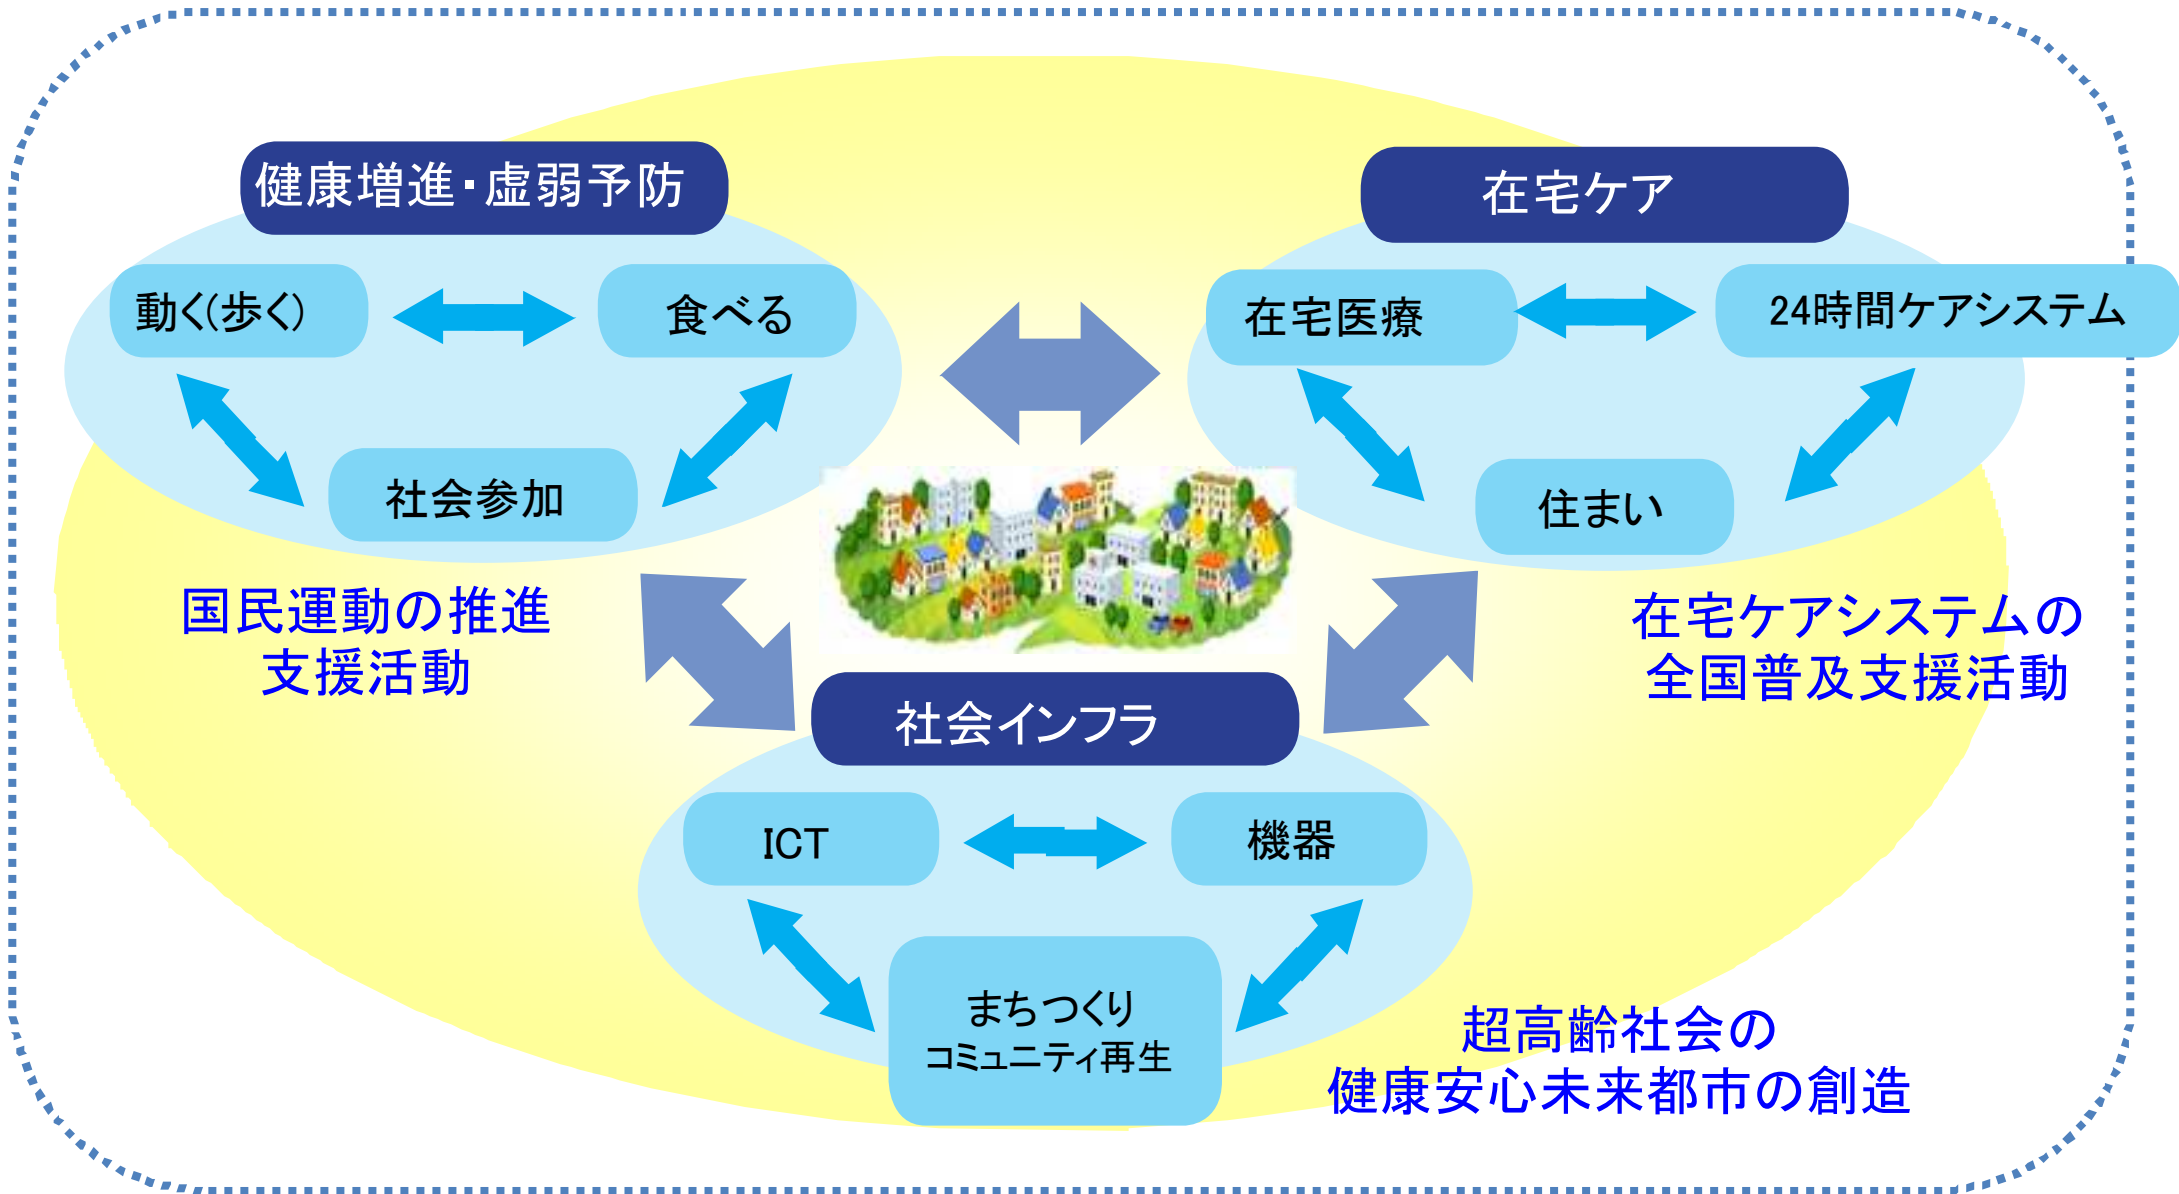 健康増進・虚弱予防
動く(歩く)
食べる
社会参加
国民運動の推進
支援活動
在宅ケア
在宅医療
24時間ケアシステム
住まい
在宅ケアシステムの
全国普及支援活動
社会インフラ
ICT
機器
まちつくり
コミュニティ再生
超高齢社会の
健康安心未来都市の創造